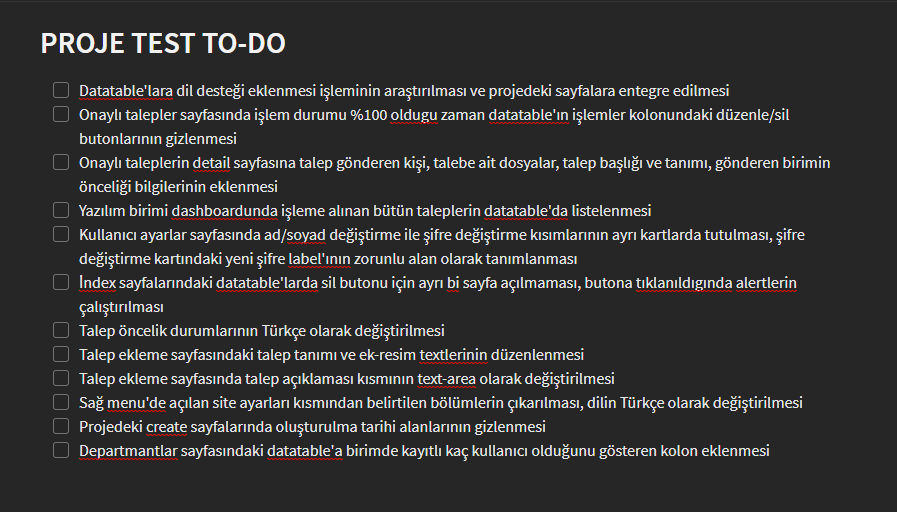 PROJE TEST TO-DO
Datatable'lara dil desteği eklenmesi işleminin araştırılması ve projedeki sayfalara entegre edilmesi
Onaylı talepler sayfasında işlem durumu %100 oldugu zaman datatable'ın işlemler kolonundaki düzenle/sil
butonlarının gizlenmesi
Onaylı taleplerin detail sayfasına talep gönderen kişi, talebe ait dosyalar, talep başlığı ve tanımı, gönderen birimin
önceliği bilgilerinin eklenmesi
Yazılım birimi dashboardunda işleme alınan bütün taleplerin datatable'da listelenmesi
Kullanıcı ayarlar sayfasında ad/soyad değiştirme ile şifre değiştirme kısımlarının ayrı kartlarda tutulması, şifre
değiştirme kartındaki yeni şifre label'ının zorunlu alan olarak tanımlanması
İndex sayfalarındaki datatable'larda sil butonu için ayrı bi sayfa açılmaması, butona tıklanıldıgında alertlerin
çalıştırılması
Talep öncelik durumlarının Türkçe olarak değiştirilmesi
Talep ekleme sayfasındaki talep tanımı ve ek-resim textlerinin düzenlenmesi
Talep ekleme sayfasında talep açıklaması kısmının text-area olarak değiştirilmesi
Sağ menu'de açılan site ayarları kısmından belirtilen bölümlerin çıkarılması, dilin Türkçe olarak değiştirilmesi
Projedeki create sayfalarında oluşturulma tarihi alanlarının gizlenmesi
Departmantlar sayfasındaki datatable'a birimde kayıtlı kaç kullanıcı olduğunu gösteren kolon eklenmesi